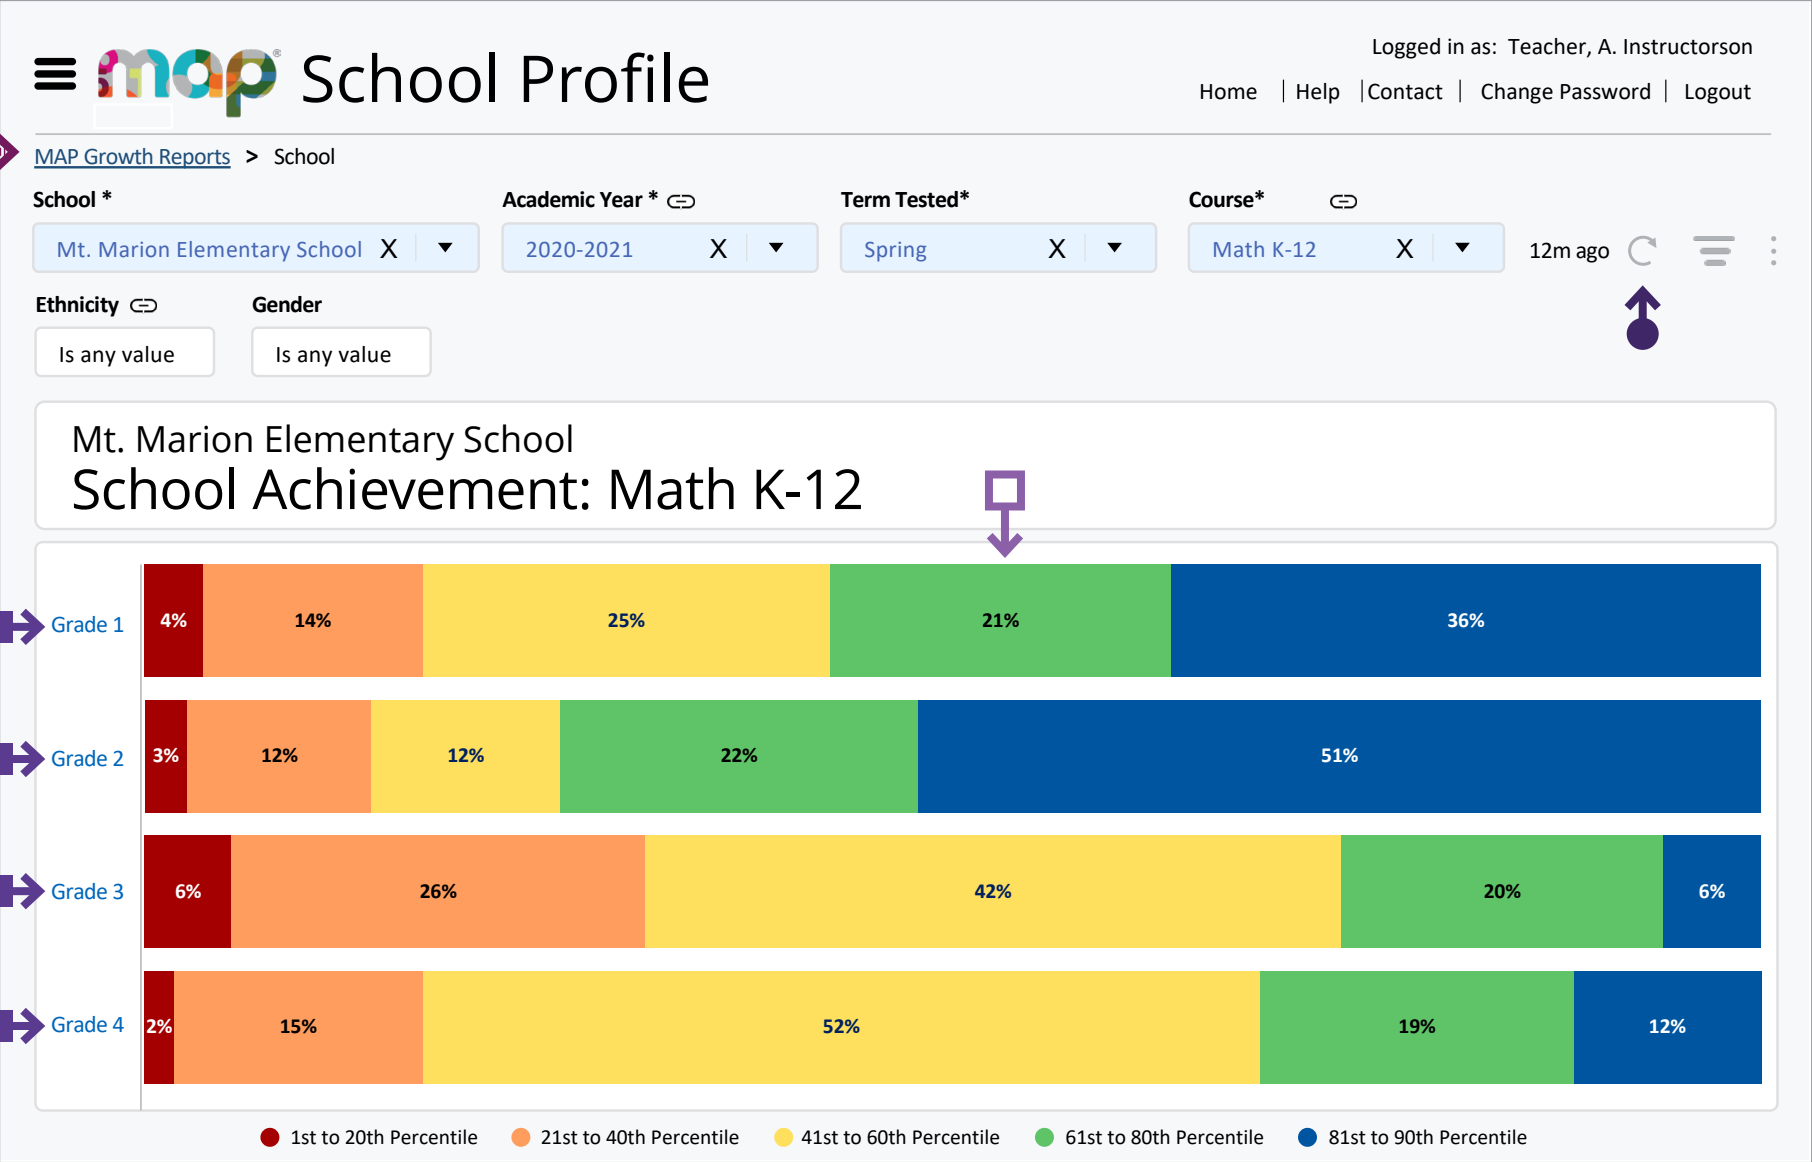 Logged in as: Teacher, A. Instructorson
map® School Profile
Home | Help | Contact | Change Password | Logout
MAP Growth Reports > School
School * Academic Year * Term Tested* Course*
Mt. Marion Elementary School X 2020-2021 X Spring X Math K-12 X 12m ago
Ethnicity Gender
Is any value Is any value
Mt. Marion Elementary School
School Achievement: Math K-12
Grade 1 4% 14% 25% 21% 36%
Grade 2 3% 12% 12% 22% 51%
Grade 3 6% 26% 42% 20% 6%
Grade 4 2% 15% 52% 19% 12%
1st to 20th Percentile 21st to 40th Percentile 41st to 60th Percentile 61st to 80th Percentile 81st to 90th Percentile